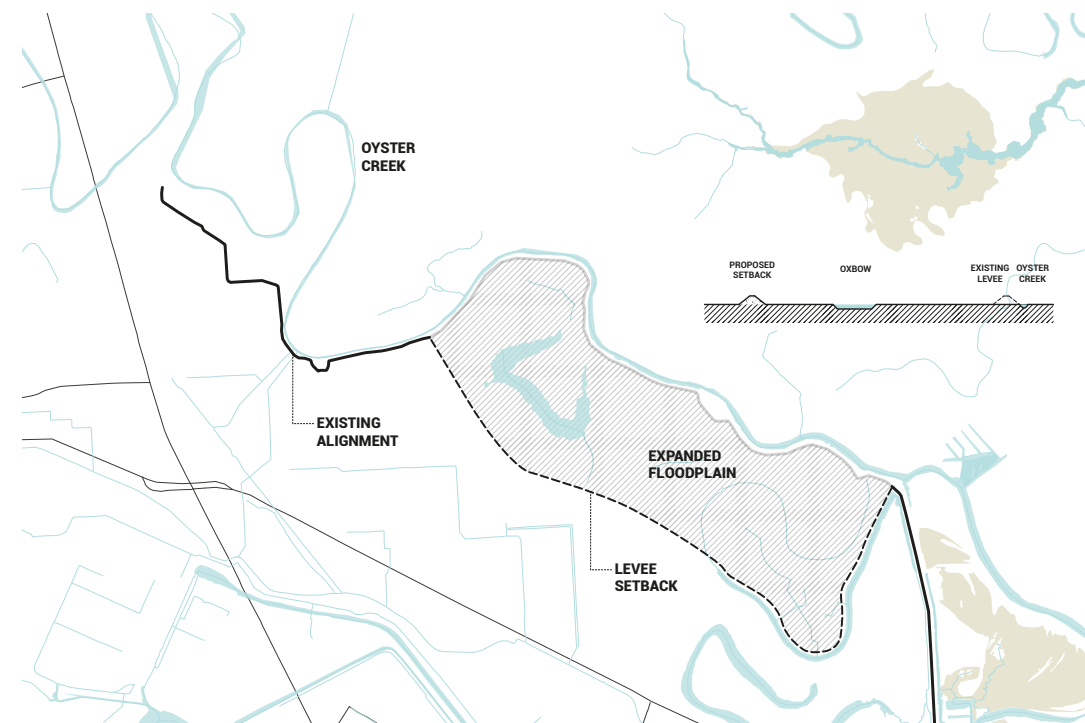 OYSTER
CREEK
PROPOSED
SETBACK
OXBOW
EXISTING
LEVEE
OYSTER
CREEK
EXISTING
ALIGNMENT
EXPANDED
FLOODPLAIN
LEVEE
SETBACK